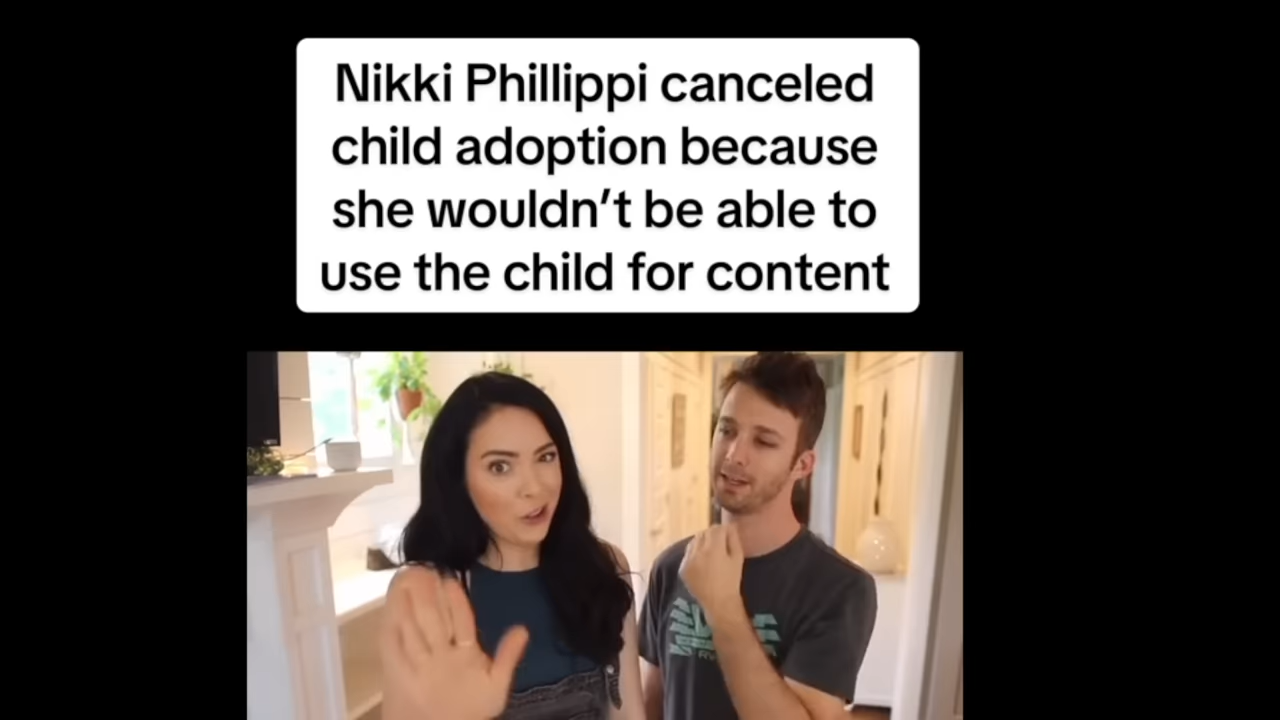 Nikki Phillippi canceled
child adoption because
she wouldn’t be able to
use the child for content